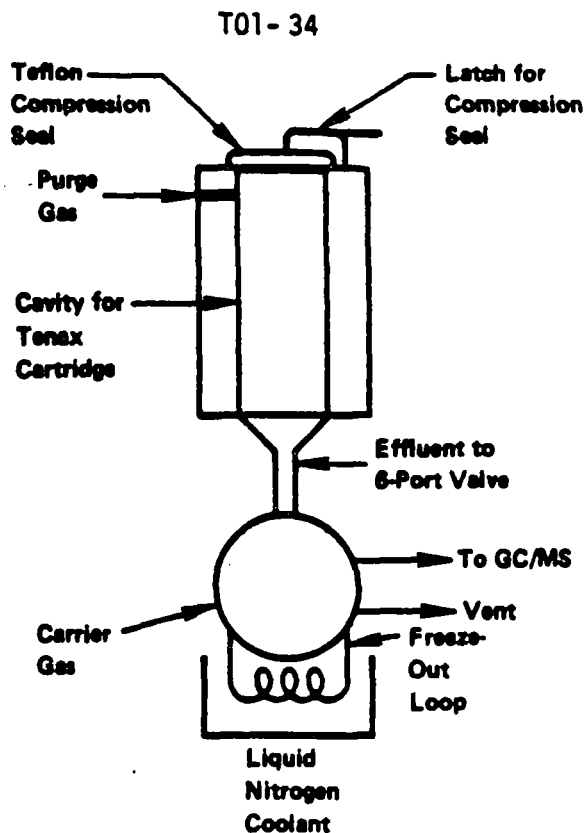 T01-34
Teflon
Compression
Seal
Latch for
Compression
Seal
Purge
Gas
Cavity for
Tenax
Cartridge
Effluent to
6-Port Valve
To GC/MS
Vent
Carrier
Gas
Freeze-
Out
Loop
Liquid
Nitrogen
Coolant